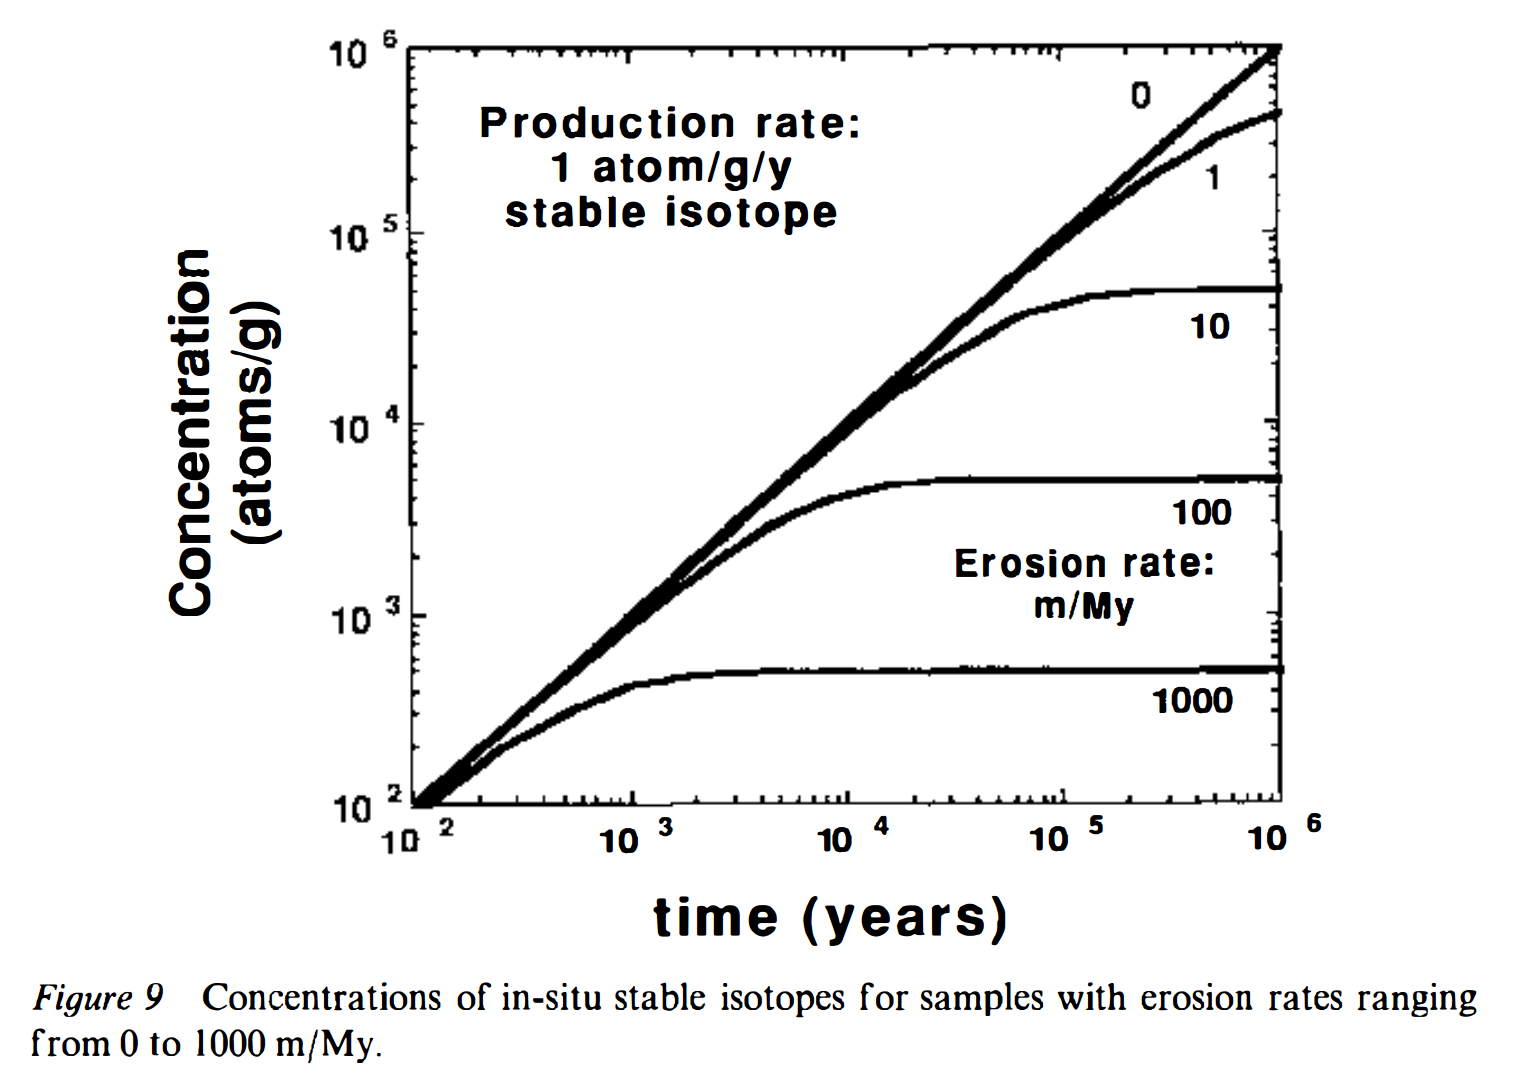 10 6
Production rate:
1 atom/g/y
stable isotope
0
1
10 5
10
10 4
100
Erosion rate:
m/My
10 3
1000
10 2
Concentration
(atoms/g)
10 2 10 3 10 4 10 5 10 6
time (years)
Figure 9 Concentrations of in-situ stable isotopes for samples with erosion rates ranging
from 0 to 1000 m/My.